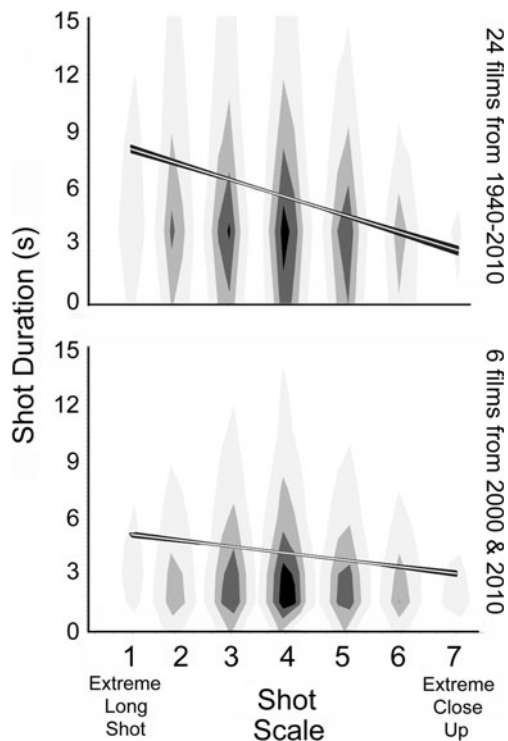 15
12
9
6
3
0
24 films from 1940-2010
Shot Duration (s)
15
12
9
6
3
0
6 films from 2000 & 2010
1 2 3 4 5 6 7
Extreme
Long
Shot
Shot
Scale
Extreme
Close
Up